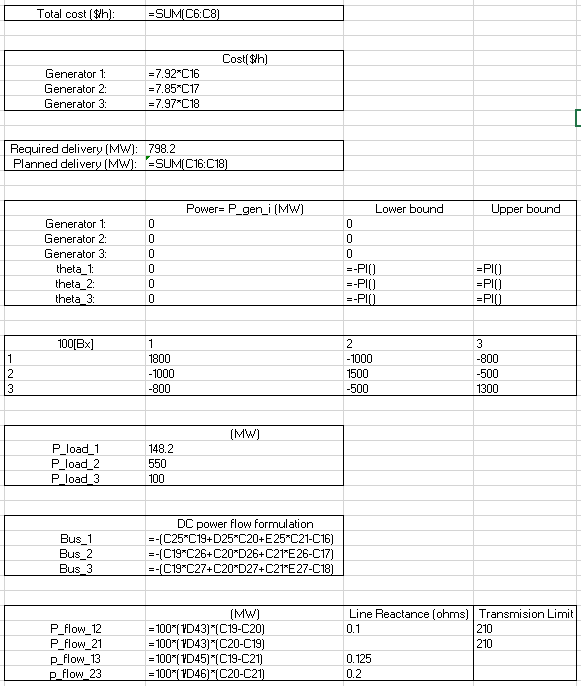 Total cost ($/h): =SUM(C6:C8)
Cost($/h)
Generator 1: =7.92*C16
Generator 2: =7.85*C17
Generator 3: =7.97*C18
Required delivery (MW): 798.2
Planned delivery (MW): =SUM(C16:C18)
Power= P_gen_i (MW) Lower bound Upper bound
Generator 1: 0 0
Generator 2: 0 0
Generator 3: 0 0
theta_1: 0 =-PI() =PI()
theta_2: 0 =-PI() =PI()
theta_3: 0 =-PI() =PI()
100[Bx] 1 2 3
1 1800 -1000 -800
2 -1000 1500 -500
3 -800 -500 1300
(MW)
P_load_1 148.2
P_load_2 550
P_load_3 100
DC power flow formulation
Bus_1 =-(C25*C19+D25*C20+E25*C21-C16)
Bus_2 =-(C19*C26+C20*D26+C21*E26-C17)
Bus_3 =-(C19*C27+C20*D27+C21*E27-C18)
(MW) Line Reactance (ohms) Transmision Limit
P_flow_12 =100*(1/D43)*(C19-C20) 0.1 210
P_flow_21 =100*(1/D43)*(C20-C19) 210
p_flow_13 =100*(1/D45)*(C19-C21) 0.125
p_flow_23 =100*(1/D46)*(C20-C21) 0.2